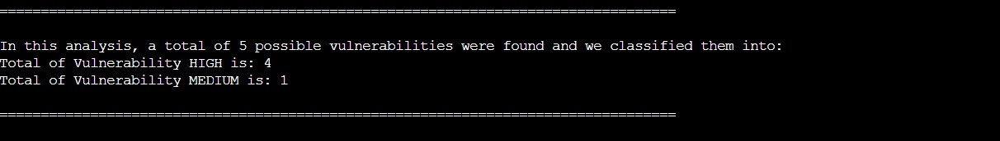 ==================================================================================
In this analysis, a total of 5 possible vulnerabilities were found and we classified them into:
Total of Vulnerability HIGH is: 4
Total of Vulnerability MEDIUM is: 1
==================================================================================